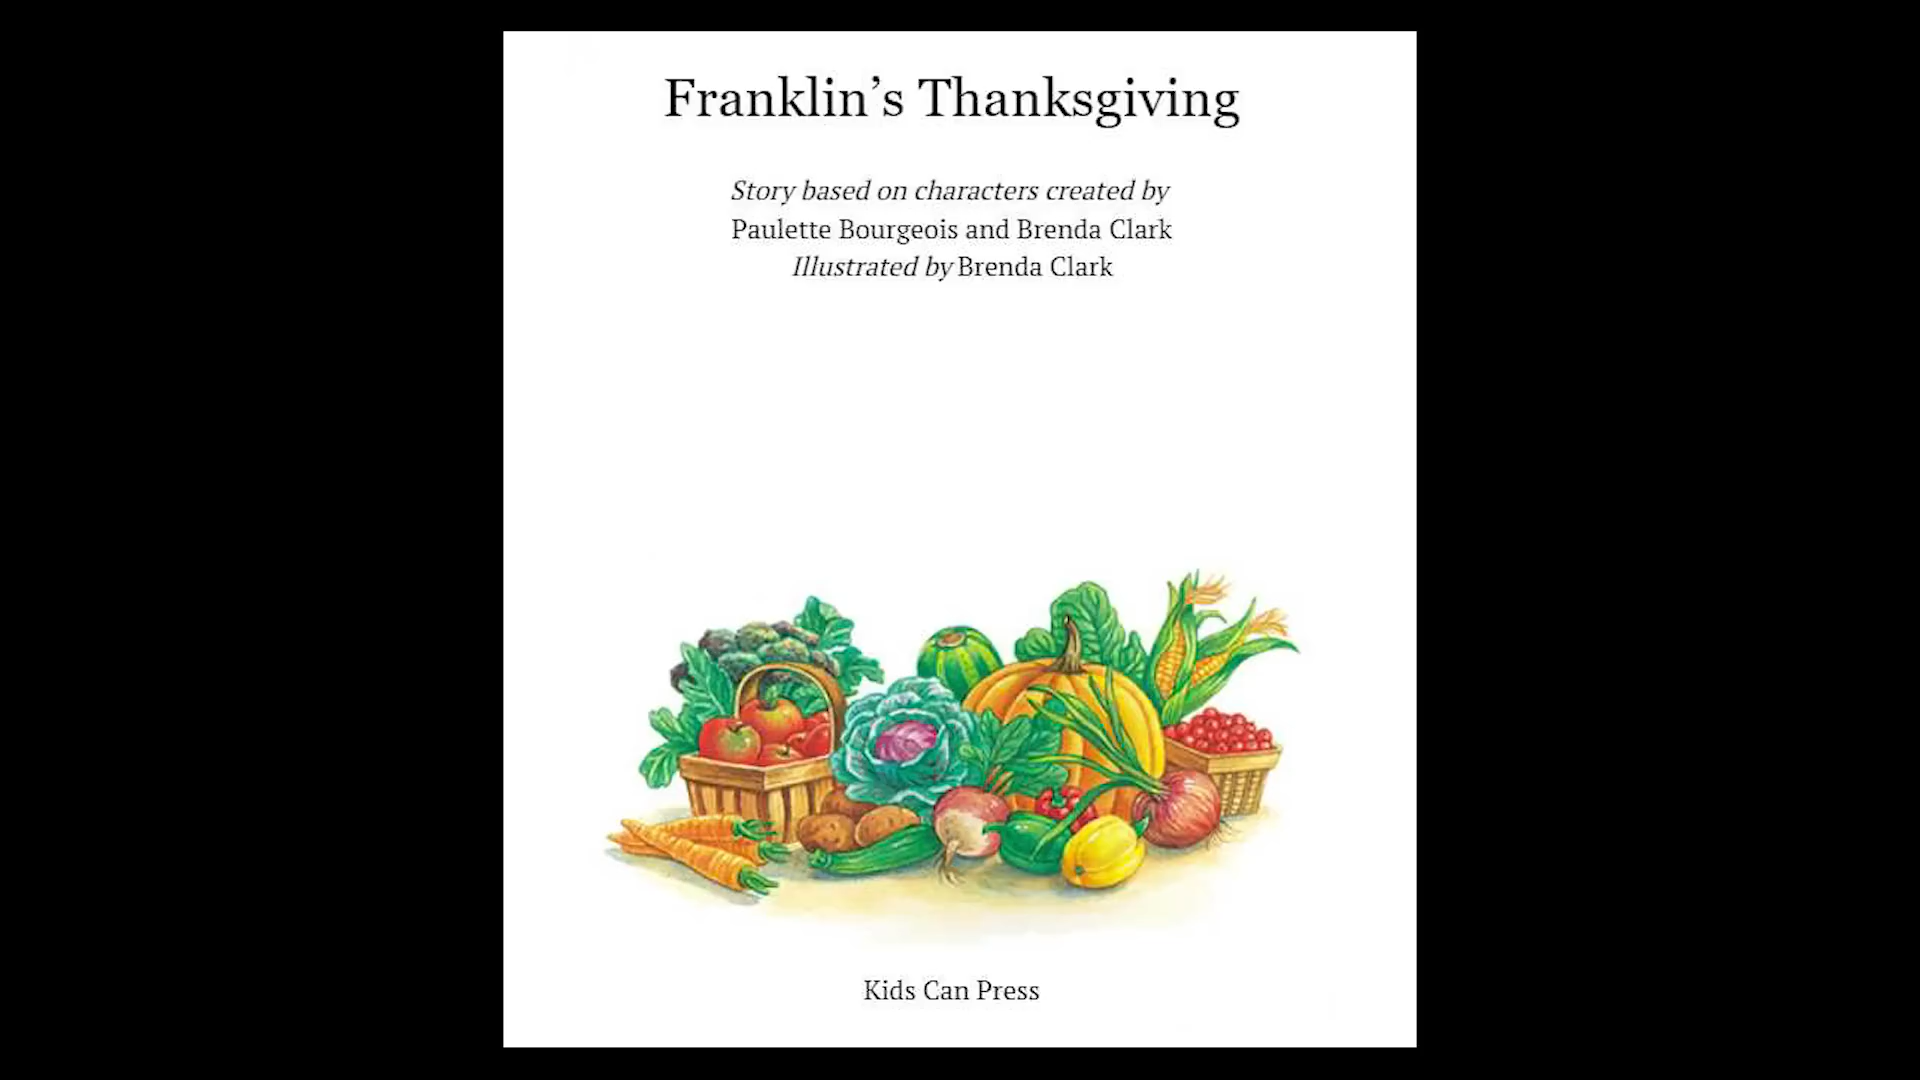 Franklin’s Thanksgiving
Story based on characters created by
Paulette Bourgeois and Brenda Clark
Illustrated by Brenda Clark
Kids Can Press